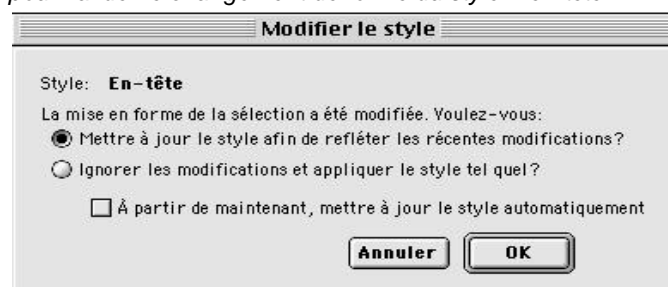 Modifier le style
Style: En-tête
La mise en forme de la sélection a été modifiée. Voulez-vous:
Mettre à jour le style afin de refléter les récentes modifications?
Ignorer les modifications et appliquer le style tel quel?
À partir de maintenant, mettre à jour le style automatiquement
Annuler OK